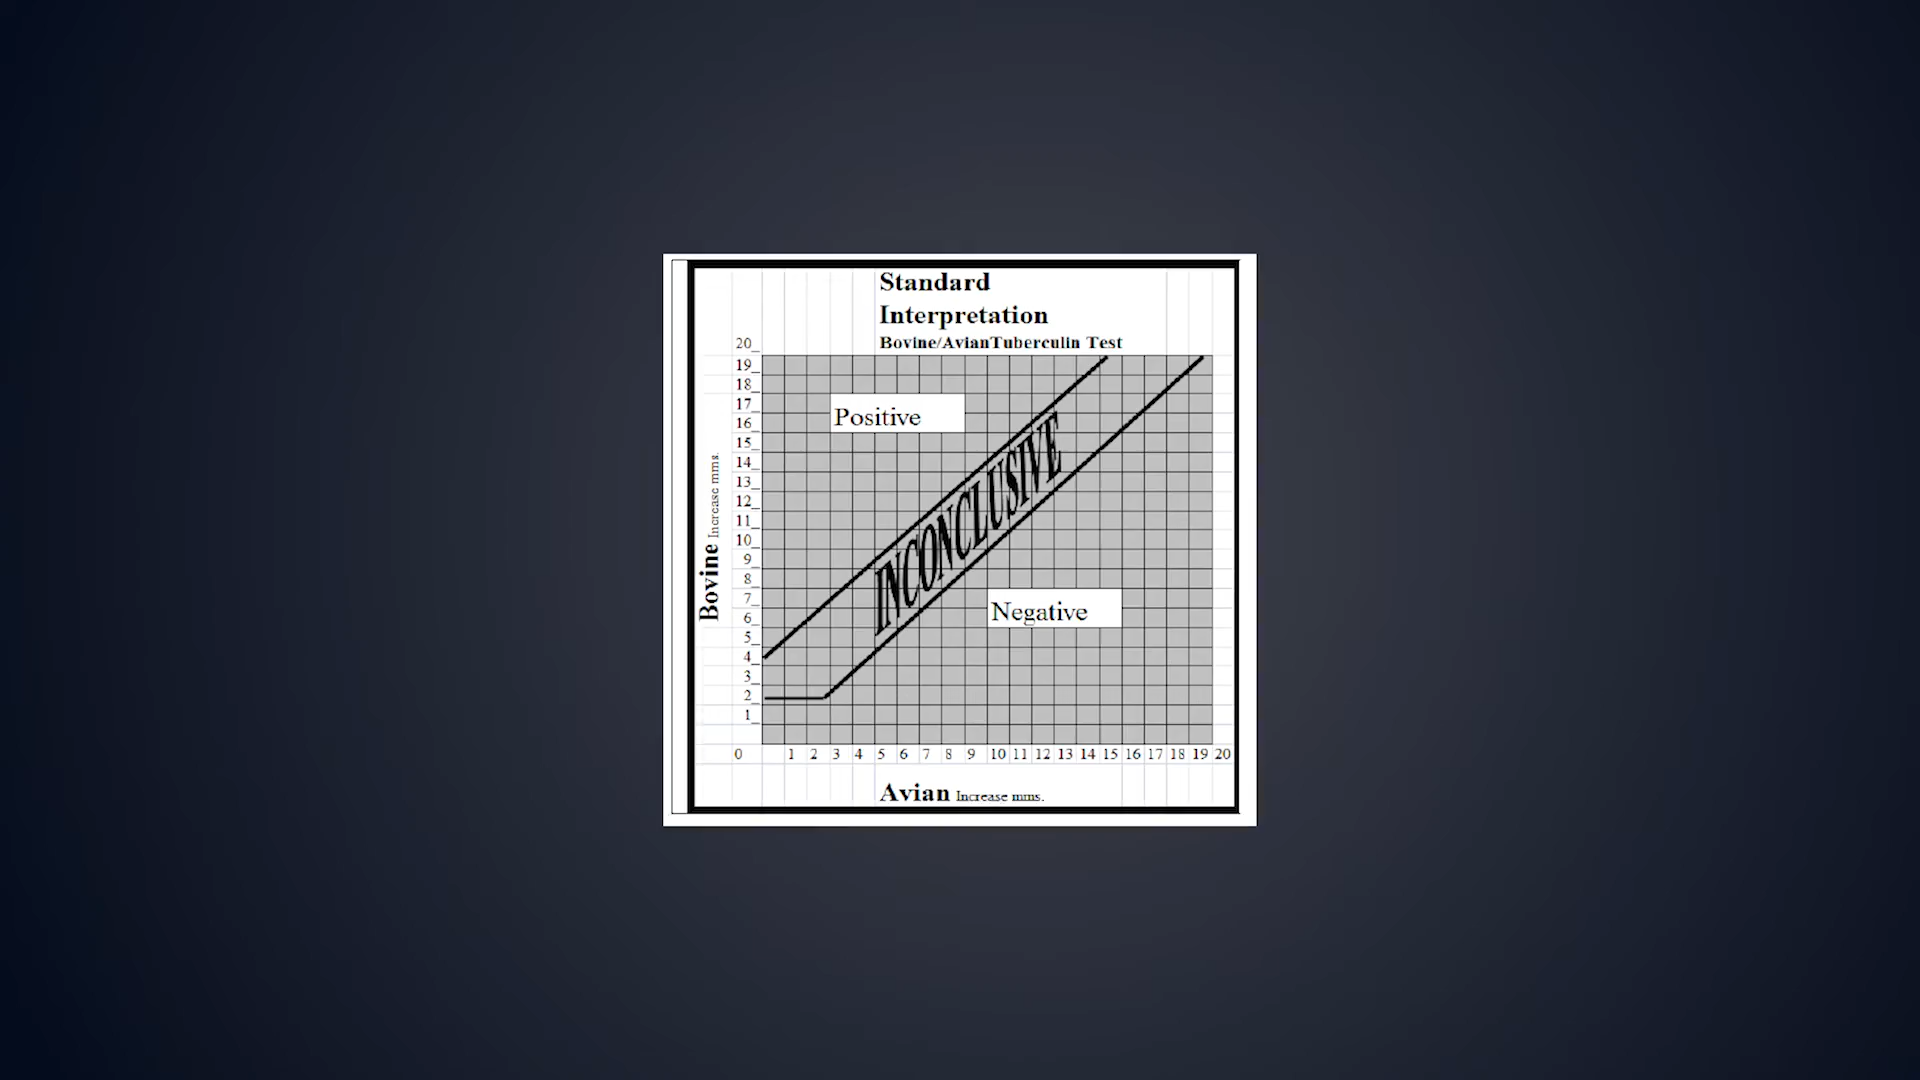 Standard
Interpretation
Bovine/AvianTuberculin Test
20
19
18
17
16
15
14
13
12
11
10
9
8
7
6
5
4
3
2
1
Bovine Increase mms.
Positive
INCONCLUSIVE
Negative
0 1 2 3 4 5 6 7 8 9 10 11 12 13 14 15 16 17 18 19 20
Avian Increase mms.